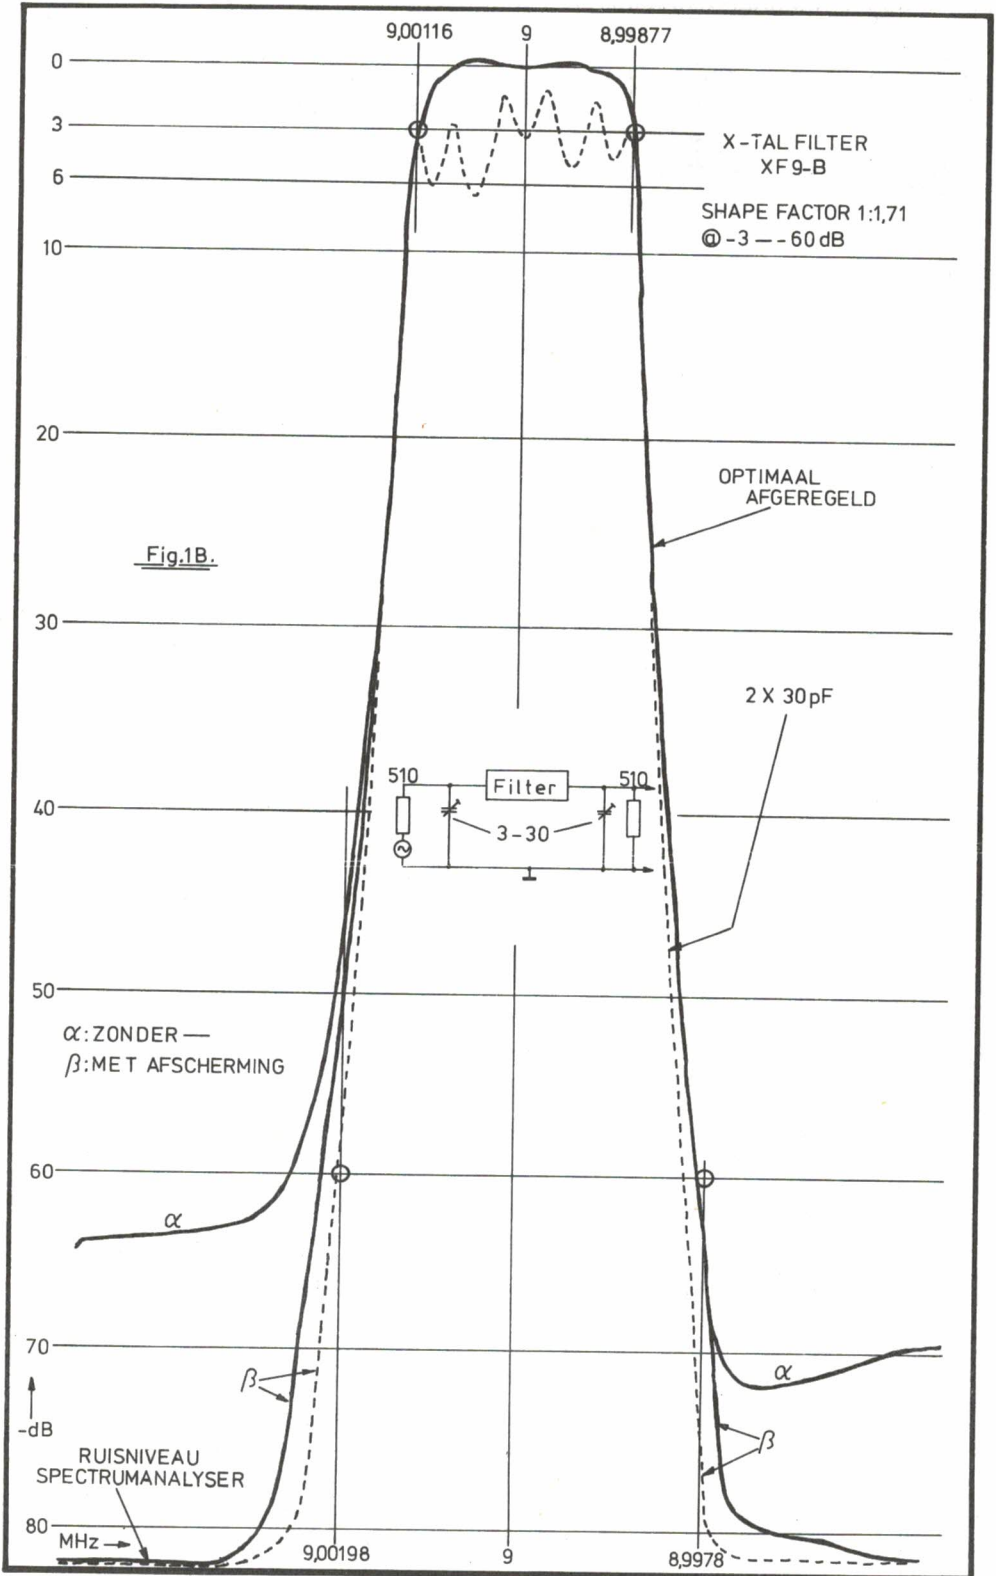 9,00116
9
8,99877
0
3
X-TAL FILTER
XF9-B
6
SHAPE FACTOR 1:1,71
@ -3 — -60 dB
10
20
OPTIMAAL
AFGEREGELD
Fig.1B.
30
2 X 30pF
510
Filter
510
40
3-30
50
α: ZONDER —
β: MET AFSCHERMING
60
α
70
α
β
-dB
β
RUISNIVEAU
SPECTRUMANALYSER
80
MHz
9,00198
9
8,9978